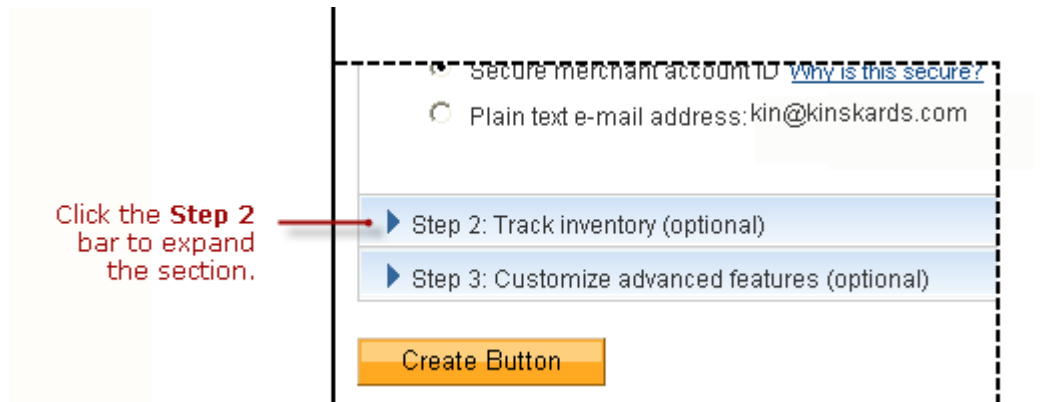 Secure merchant account ID Why is this secure?
Plain text e-mail address: kin@kinskards.com
Click the Step 2
bar to expand
the section.
Step 2: Track inventory (optional)
Step 3: Customize advanced features (optional)
Create Button